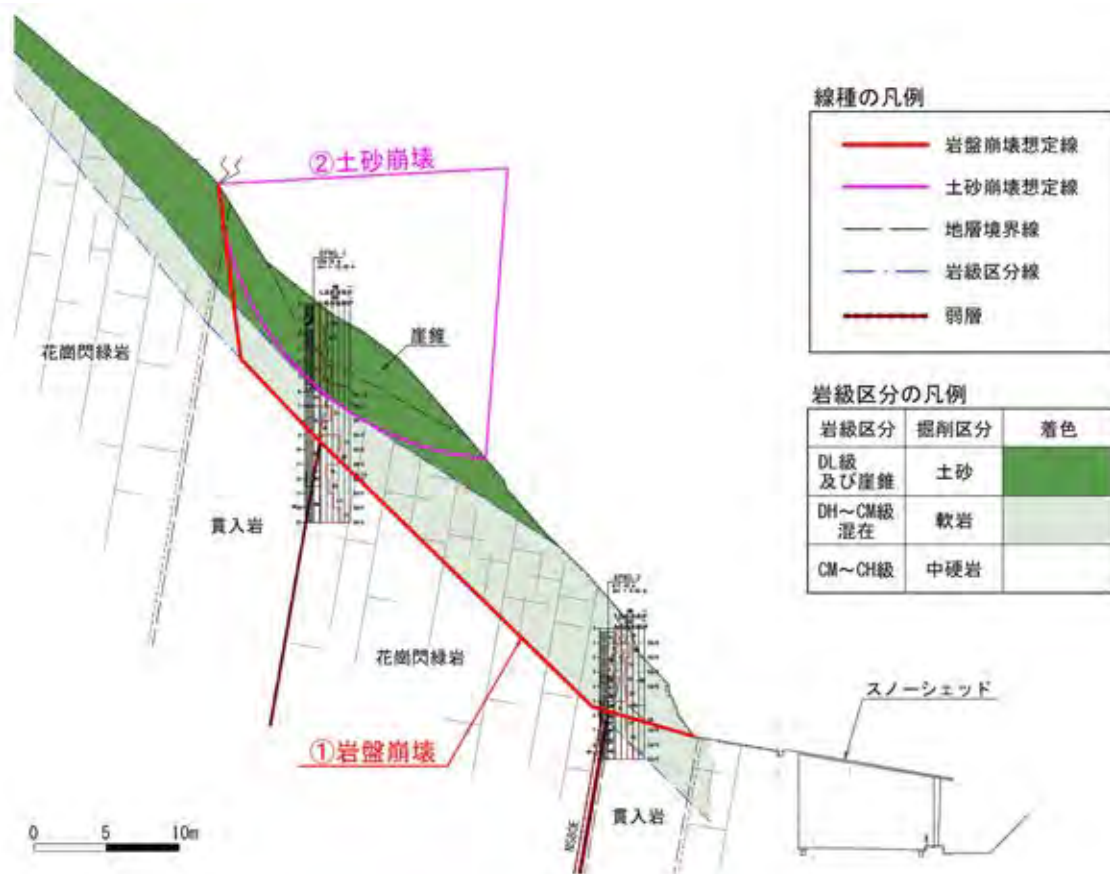 ②土砂崩壊
崖錐
花崗閃緑岩
貫入岩
花崗閃緑岩
①岩盤崩壊
貫入岩
N50OE
スノーシェッド
0 5 10m
線種の凡例
岩盤崩壊想定線
土砂崩壊想定線
地層境界線
岩級区分線
弱層
岩級区分の凡例
岩級区分 掘削区分 着色
DL級
及び崖錐 土砂
DH～CM級
混在 軟岩
CM～CH級 中硬岩